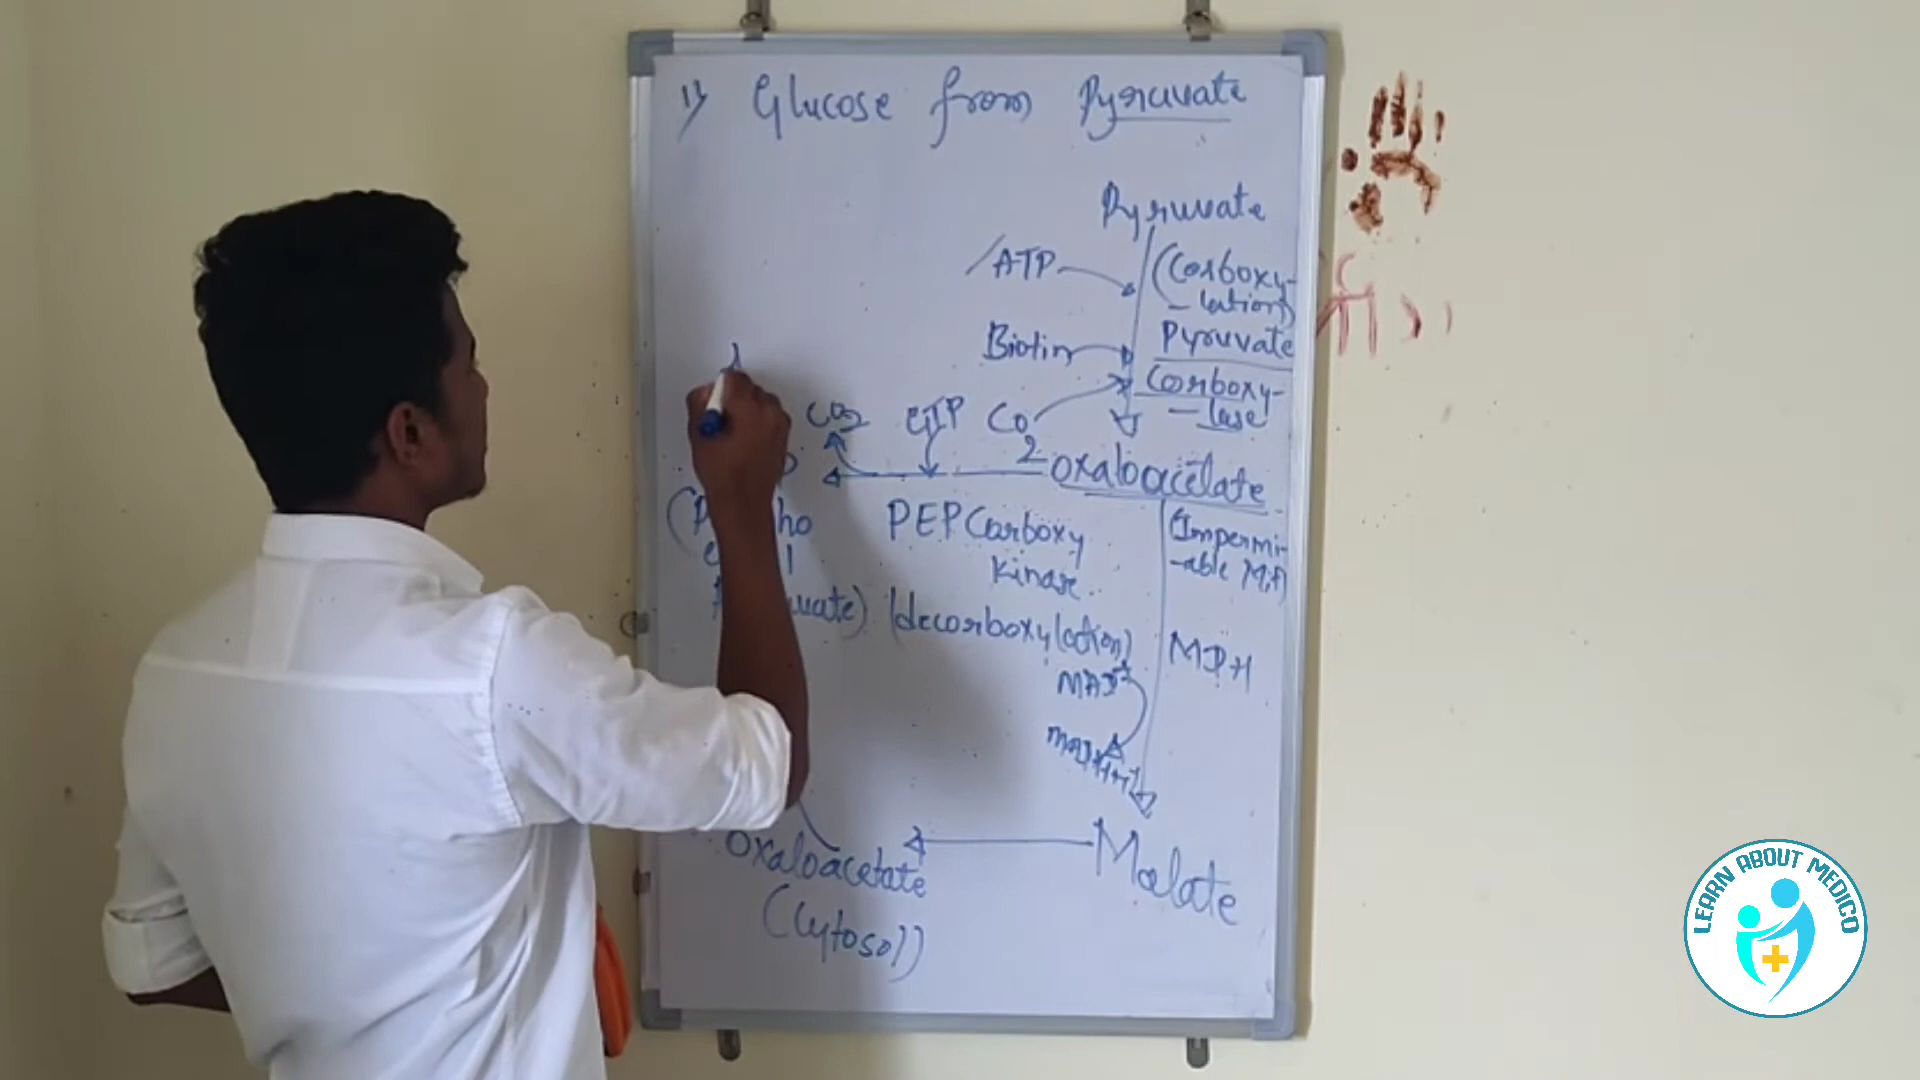 1) Glucose from Pyruvate
Pyruvate
ATP
(Carboxy-
-lation)
Biotin
Pyruvate
Carboxy-
-lase
CO2 GTP CO2
Oxaloacetate
PEP Carboxy
Kinase
(decarboxylation)
(Impermi-
-able
MDH
Oxaloacetate
(Cytosol)
Malate
LEARN ABOUT MEDICO